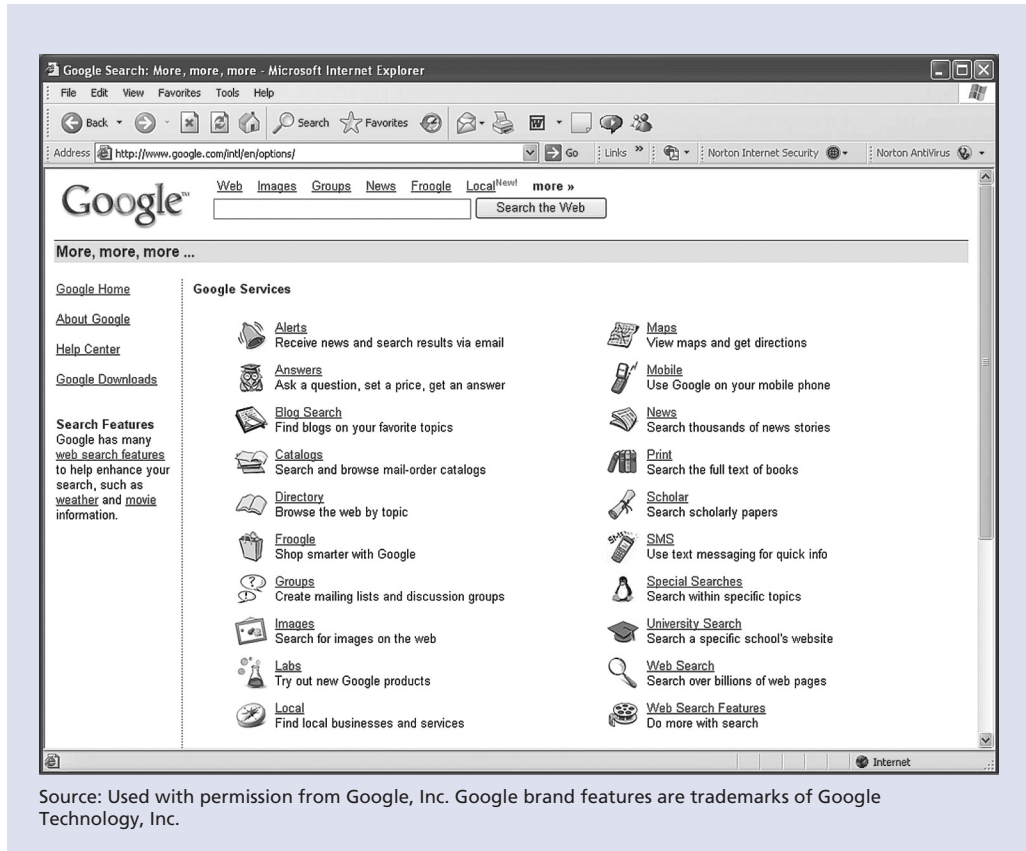 Google Search: More, more, more - Microsoft Internet Explorer
File Edit View Favorites Tools Help
Back Search Favorites
Address http://www.google.com/intl/en/options/ Go Links » Norton Internet Security Norton AntiVirus
Google™
Web Images Groups News Froogle Local New! more »
Search the Web
More, more, more ...
Google Home
About Google
Help Center
Google Downloads
Search Features
Google has many
web search features
to help enhance your
search, such as
weather and movie
information.
Google Services
Alerts
Receive news and search results via email
Answers
Ask a question, set a price, get an answer
Blog Search
Find blogs on your favorite topics
Catalogs
Search and browse mail-order catalogs
Directory
Browse the web by topic
Froogle
Shop smarter with Google
Groups
Create mailing lists and discussion groups
Images
Search for images on the web
Labs
Try out new Google products
Local
Find local businesses and services
Maps
View maps and get directions
Mobile
Use Google on your mobile phone
News
Search thousands of news stories
Print
Search the full text of books
Scholar
Search scholarly papers
SMS
Use text messaging for quick info
Special Searches
Search within specific topics
University Search
Search a specific school's website
Web Search
Search over billions of web pages
Web Search Features
Do more with search
Internet
Source: Used with permission from Google, Inc. Google brand features are trademarks of Google
Technology, Inc.